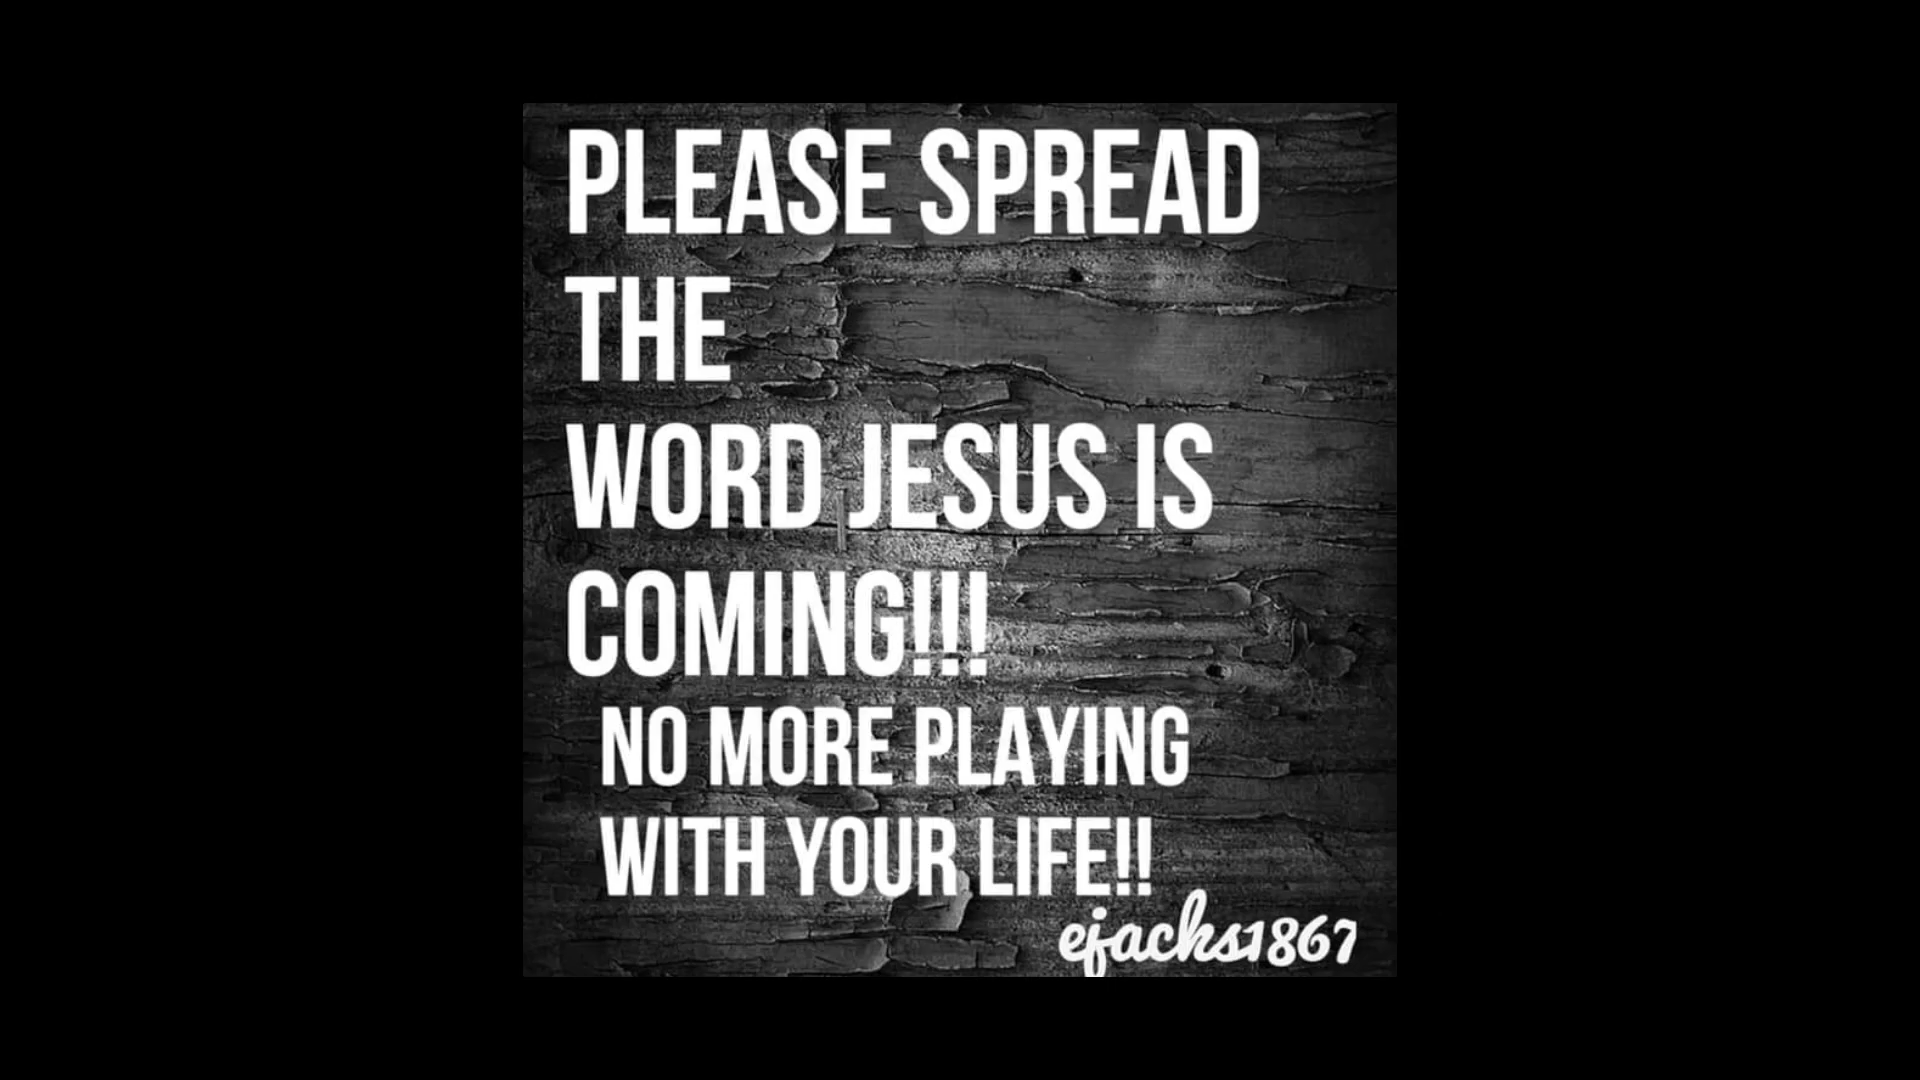 PLEASE SPREAD
THE
WORD JESUS IS
COMING!!!
NO MORE PLAYING
WITH YOUR LIFE!!
ejacks1867